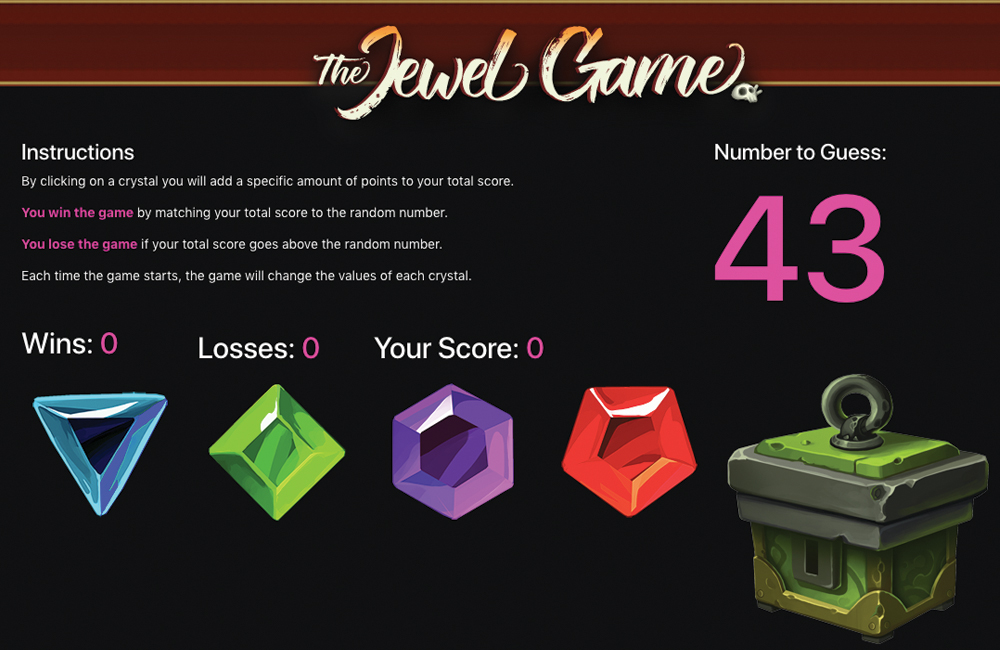 The Jewel Game
Instructions
By clicking on a crystal you will add a specific amount of points to your total score.
You win the game by matching your total score to the random number.
You lose the game if your total score goes above the random number.
Each time the game starts, the game will change the values of each crystal.
Number to Guess:
43
Wins: 0
Losses: 0
Your Score: 0